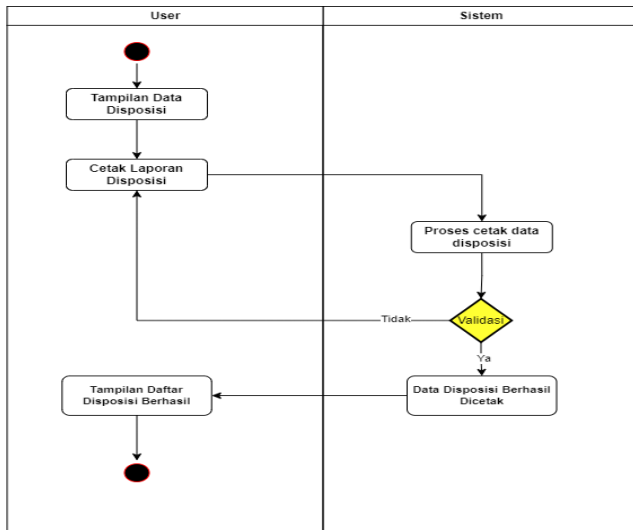 User
Sistem
Tampilan Data
Disposisi
Cetak Laporan
Disposisi
Proses cetak data
disposisi
Validasi
Tidak
Ya
Data Disposisi Berhasil
Dicetak
Tampilan Daftar
Disposisi Berhasil